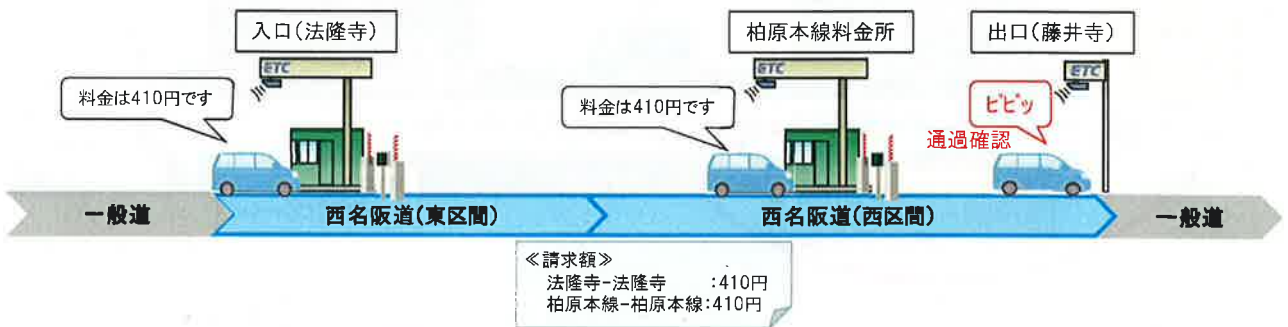 入口(法隆寺)
柏原本線料金所
出口(藤井寺)
ETC
ETC
ETC
料金は410円です
料金は410円です
ピピッ
通過確認
一般道
西名阪道(東区間)
西名阪道(西区間)
一般道
≪請求額≫
法隆寺-法隆寺 :410円
柏原本線-柏原本線:410円